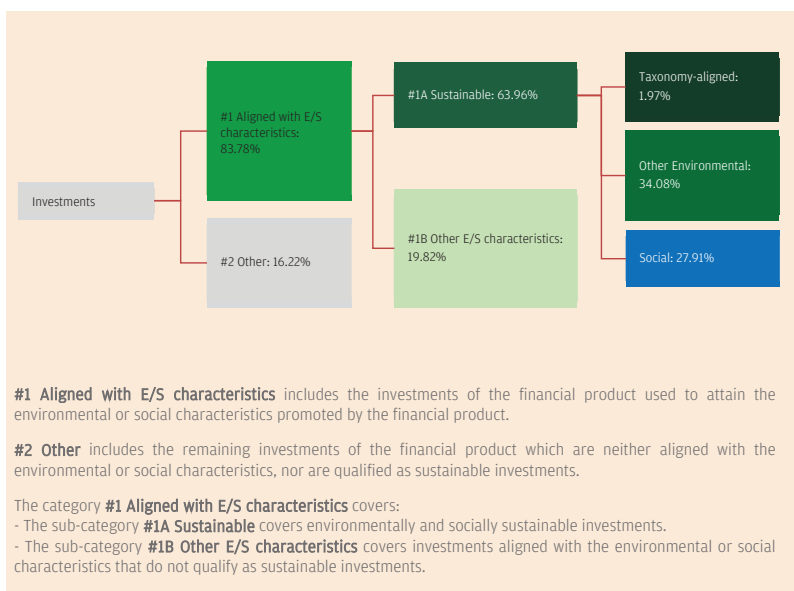 Investments
#1 Aligned with E/S
characteristics:
83.78%
#2 Other: 16.22%
#1A Sustainable: 63.96%
#1B Other E/S characteristics:
19.82%
Taxonomy-aligned:
1.97%
Other Environmental:
34.08%
Social: 27.91%
#1 Aligned with E/S characteristics includes the investments of the financial product used to attain the
environmental or social characteristics promoted by the financial product.
#2 Other includes the remaining investments of the financial product which are neither aligned with the
environmental or social characteristics, nor are qualified as sustainable investments.
The category #1 Aligned with E/S characteristics covers:
- The sub-category #1A Sustainable covers environmentally and socially sustainable investments.
- The sub-category #1B Other E/S characteristics covers investments aligned with the environmental or social
characteristics that do not qualify as sustainable investments.